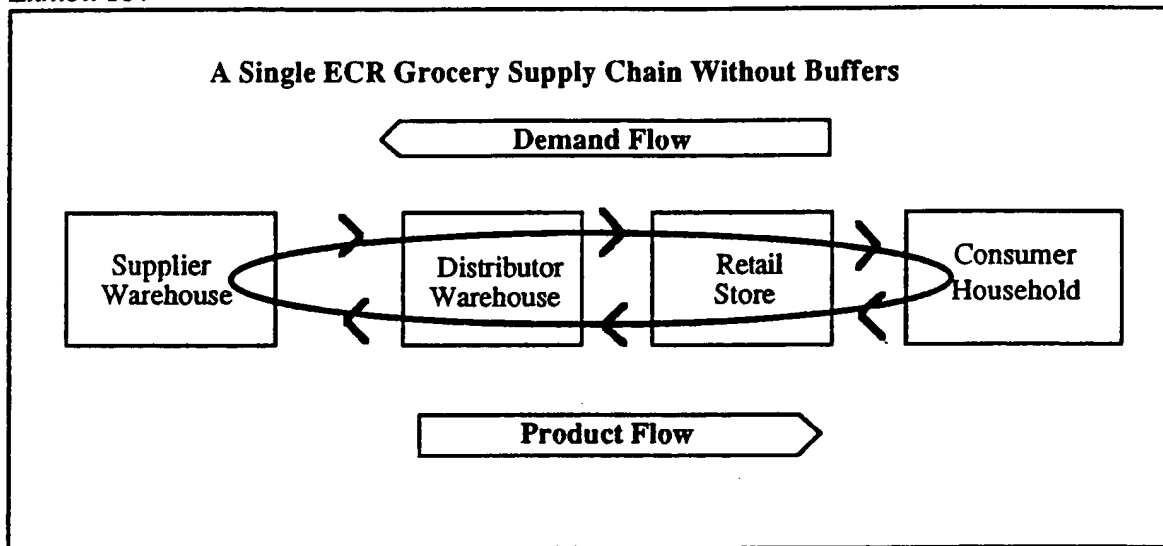 A Single ECR Grocery Supply Chain Without Buffers
Demand Flow
Supplier
Warehouse
Distributor
Warehouse
Retail
Store
Consumer
Household
Product Flow